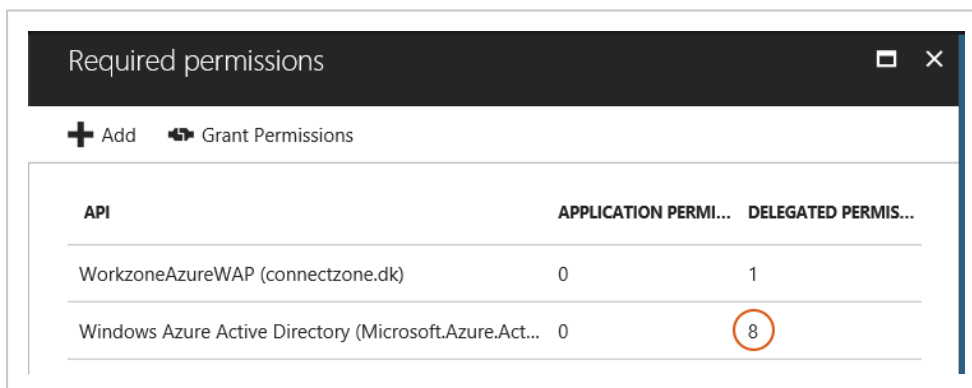 Required permissions
Add Grant Permissions
API APPLICATION PERMI... DELEGATED PERMIS...
WorkzoneAzureWAP (connectzone.dk) 0 1
Windows Azure Active Directory (Microsoft.Azure.Act... 0 8